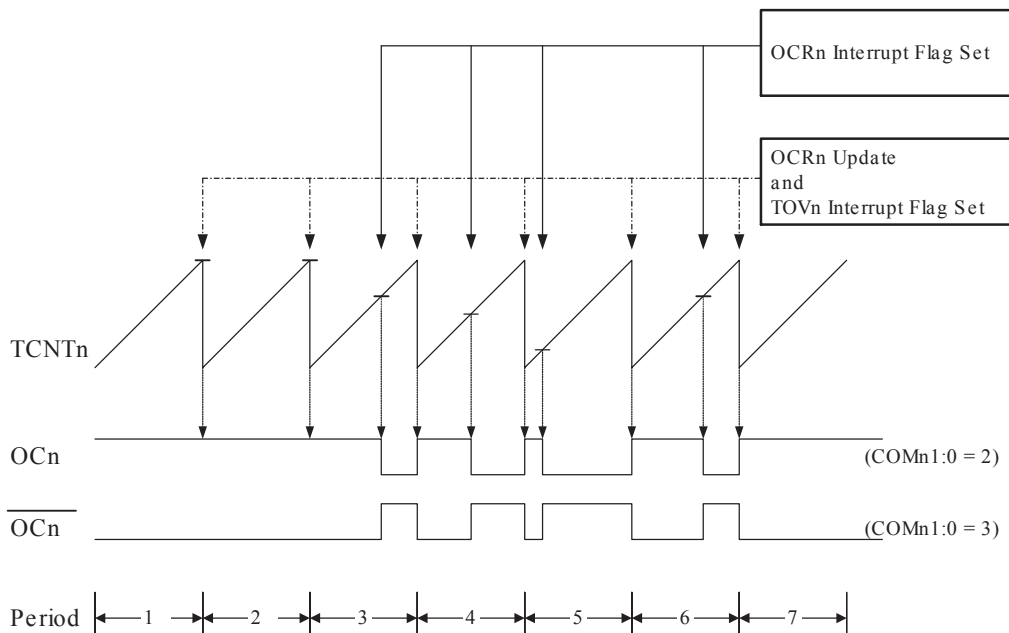 OCRn Interrupt Flag Set
OCRn Update
and
TOVn Interrupt Flag Set
TCNTn
OCn (COMn1:0 = 2)
OCn (COMn1:0 = 3)
Period 1 2 3 4 5 6 7